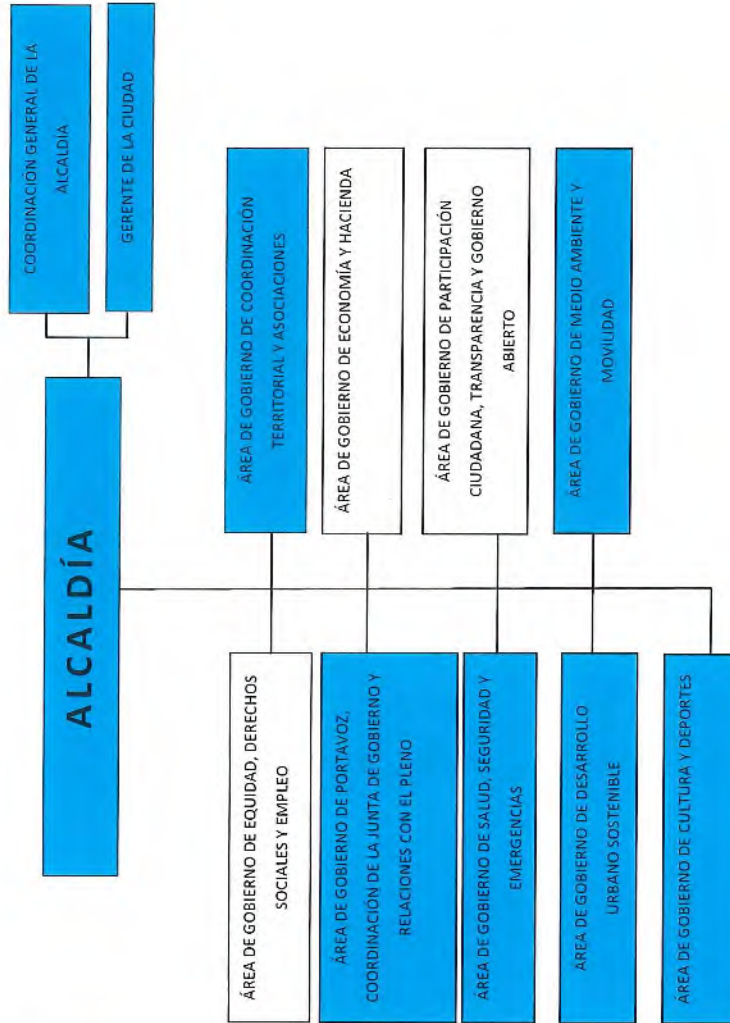 ALCALDÍA
COORDINACIÓN GENERAL DE LA
ALCALDÍA
GERENTE DE LA CIUDAD
ÁREA DE GOBIERNO DE EQUIDAD, DERECHOS
SOCIALES Y EMPLEO
ÁREA DE GOBIERNO DE COORDINACIÓN
TERRITORIAL Y ASOCIACIONES
ÁREA DE GOBIERNO DE PORTAVOZ,
COORDINACIÓN DE LA JUNTA DE GOBIERNO Y
RELACIONES CON EL PLENO
ÁREA DE GOBIERNO DE ECONOMÍA Y HACIENDA
ÁREA DE GOBIERNO DE SALUD, SEGURIDAD Y
EMERGENCIAS
ÁREA DE GOBIERNO DE PARTICIPACIÓN
CIUDADANA, TRANSPARENCIA Y GOBIERNO
ABIERTO
ÁREA DE GOBIERNO DE DESARROLLO
URBANO SOSTENIBLE
ÁREA DE GOBIERNO DE MEDIO AMBIENTE Y
MOVILIDAD
ÁREA DE GOBIERNO DE CULTURA Y DEPORTES